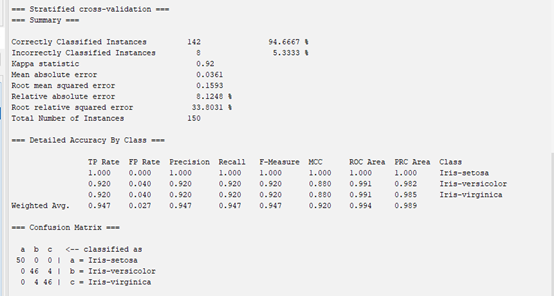 === Stratified cross-validation ===
=== Summary ===
Correctly Classified Instances 142 94.6667 %
Incorrectly Classified Instances 8 5.3333 %
Kappa statistic 0.92
Mean absolute error 0.0361
Root mean squared error 0.1593
Relative absolute error 8.1248 %
Root relative squared error 33.8031 %
Total Number of Instances 150
=== Detailed Accuracy By Class ===
TP Rate FP Rate Precision Recall F-Measure MCC ROC Area PRC Area Class
1.000 0.000 1.000 1.000 1.000 1.000 1.000 1.000 Iris-setosa
0.920 0.040 0.920 0.920 0.920 0.880 0.991 0.982 Iris-versicolor
0.920 0.040 0.920 0.920 0.920 0.880 0.991 0.985 Iris-virginica
Weighted Avg. 0.947 0.027 0.947 0.947 0.947 0.920 0.994 0.989
=== Confusion Matrix ===
a b c <-- classified as
50 0 0 | a = Iris-setosa
0 46 4 | b = Iris-versicolor
0 4 46 | c = Iris-virginica